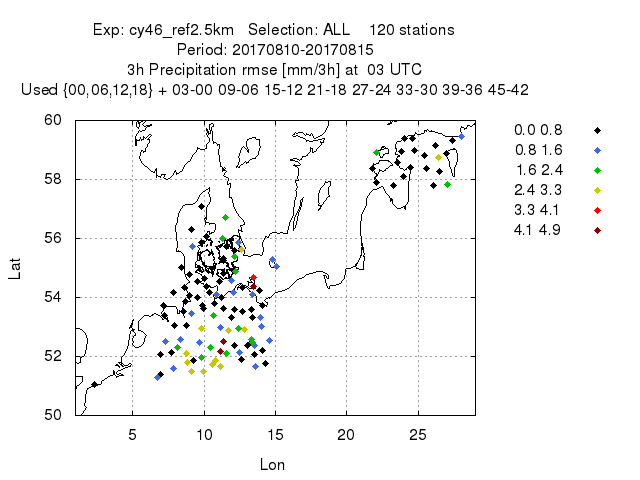 Exp: cy46_ref2.5km   Selection: ALL    120 stations
Period: 20170810-20170815
3h Precipitation rmse [mm/3h] at  03 UTC
Used {00,06,12,18} + 03-00 09-06 15-12 21-18 27-24 33-30 39-36 45-42
60
58
56
54
52
50
Lat
5 10 15 20 25
Lon
0.0 0.8
0.8 1.6
1.6 2.4
2.4 3.3
3.3 4.1
4.1 4.9